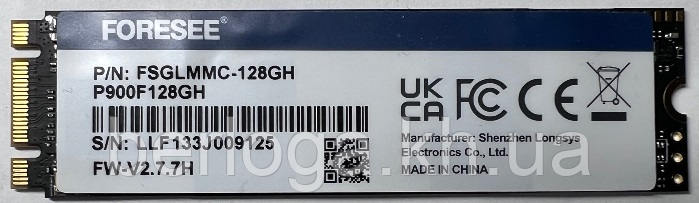 FORESEE®
P/N: FSGLMMC-128GH
P900F128GH
S/N: LLF133J009125
FW-V2.7.7H
UK
CA
FC CE
Manufacturer: Shenzhen Longsys
Electronics Co., Ltd.
MADE IN CHINA